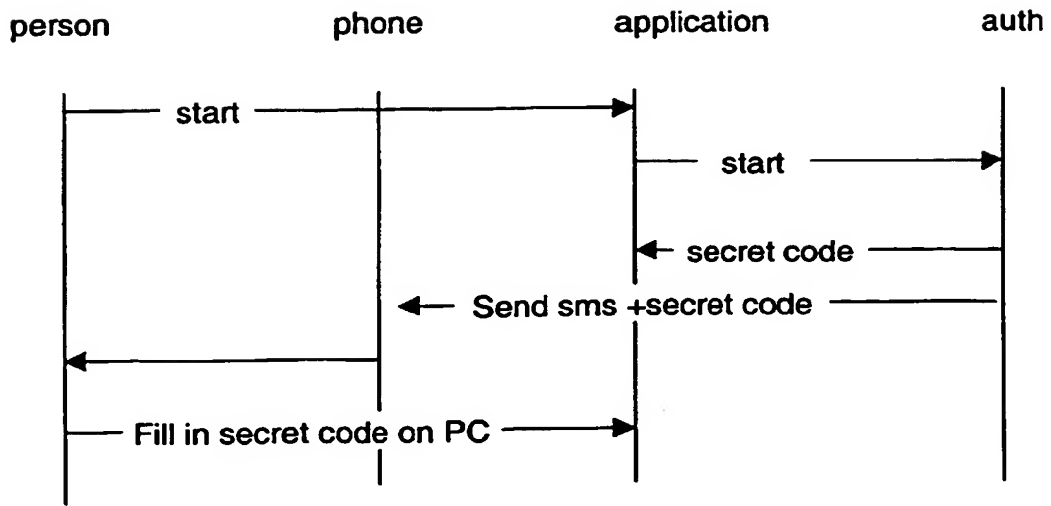 person phone application auth
start
start
secret code
Send sms +secret code
Fill in secret code on PC